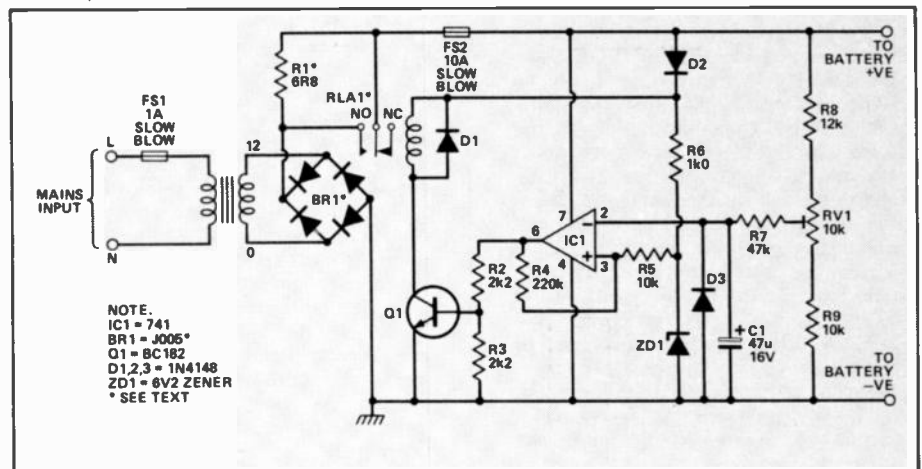 FS1
1A
SLOW
BLOW
L
MAINS
INPUT
N
12
0
R1*
6R8
BR1*
RLA1*
NO
NC
FS2
10A
SLOW
BLOW
D1
D2
R6
1k0
Q1
R2
2k2
R3
2k2
R4
220k
6
7
IC1
4
2
3
R5
10k
ZD1
D3
R7
47k
C1
47u
16V
+
R8
12k
RV1
10k
R9
10k
TO
BATTERY
+VE
TO
BATTERY
–VE
NOTE.
IC1 = 741
BR1 = J005*
Q1 = BC182
D1,2,3 = 1N4148
ZD1 = 6V2 ZENER
* SEE TEXT